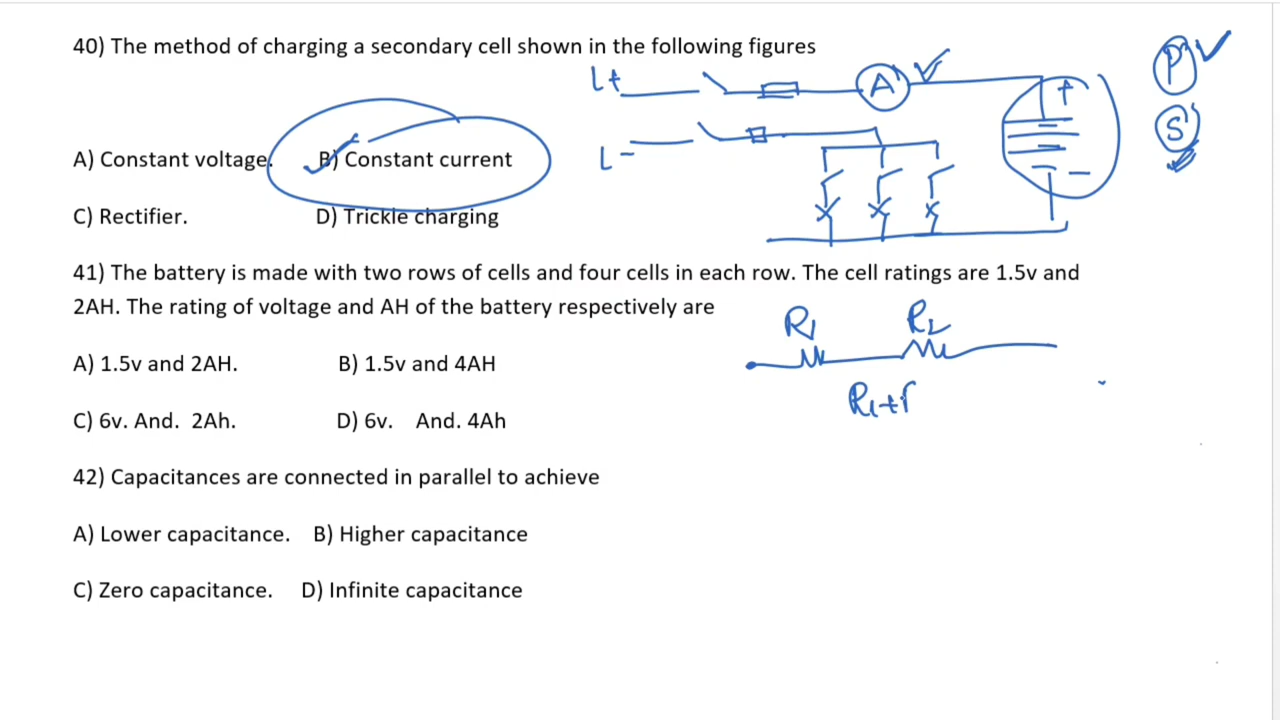 40) The method of charging a secondary cell shown in the following figures
L+
A
+
P
A) Constant voltage. B) Constant current
L -
-
S
C) Rectifier. D) Trickle charging
41) The battery is made with two rows of cells and four cells in each row. The cell ratings are 1.5v and
2AH. The rating of voltage and AH of the battery respectively are
R1 R2
A) 1.5v and 2AH. B) 1.5v and 4AH
R1+r
C) 6v. And. 2Ah. D) 6v. And. 4Ah
42) Capacitances are connected in parallel to achieve
A) Lower capacitance. B) Higher capacitance
C) Zero capacitance. D) Infinite capacitance